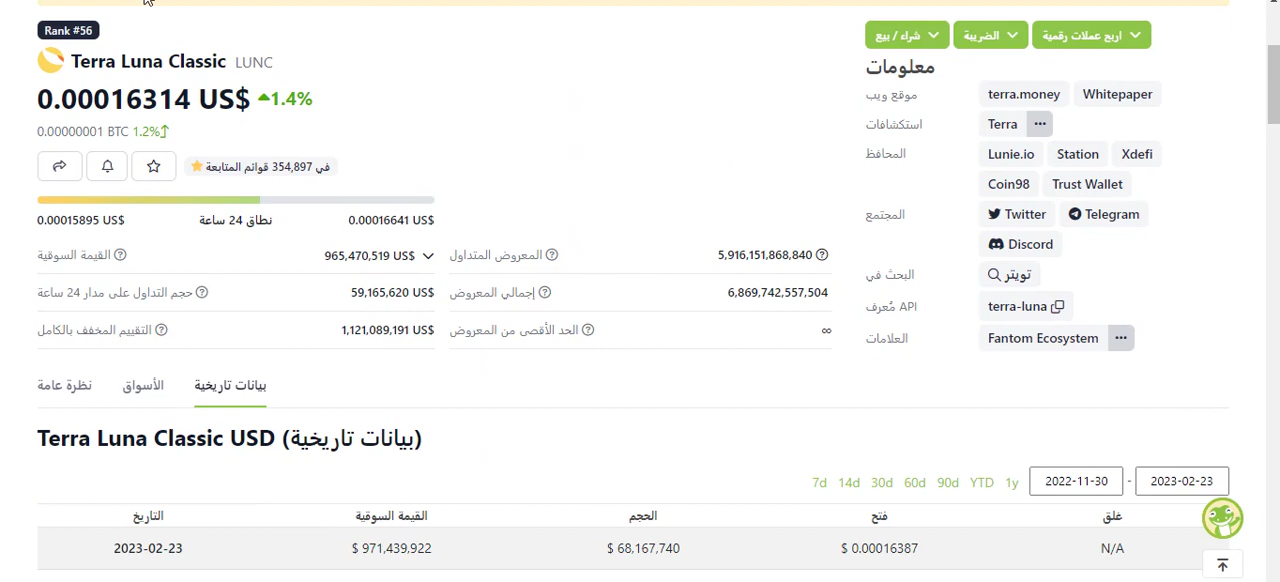 Rank #56
Terra Luna Classic LUNC
0.00016314 US$ 1.4%
0.00000001 BTC 1.2%
في 354,897 قوائم المتابعة
0.00015895 US$ نطاق 24 ساعة 0.00016641 US$
القيمة السوقية 965,470,519 US$
حجم التداول على مدار 24 ساعة 59,165,620 US$
التقييم المخفف بالكامل 1,121,089,191 US$
المعروض المتداول 5,916,151,868,840
إجمالي المعروض 6,869,742,557,504
الحد الأقصى من المعروض ∞
شراء / بيع الضريبة اربح عملات رقمية
معلومات
موقع ويب terra.money Whitepaper
استكشافات Terra ...
المحافظ Lunie.io Station Xdefi
Coin98 Trust Wallet
المجتمع Twitter Telegram
Discord
البحث في تويتر
مُعرف API terra-luna
العلامات Fantom Ecosystem ...
نظرة عامة الأسواق بيانات تاريخية
Terra Luna Classic USD (بيانات تاريخية)
7d 14d 30d 60d 90d YTD 1y 2022-11-30 - 2023-02-23
التاريخ القيمة السوقية الحجم فتح غلق
2023-02-23 $ 971,439,922 $ 68,167,740 $ 0.00016387 N/A